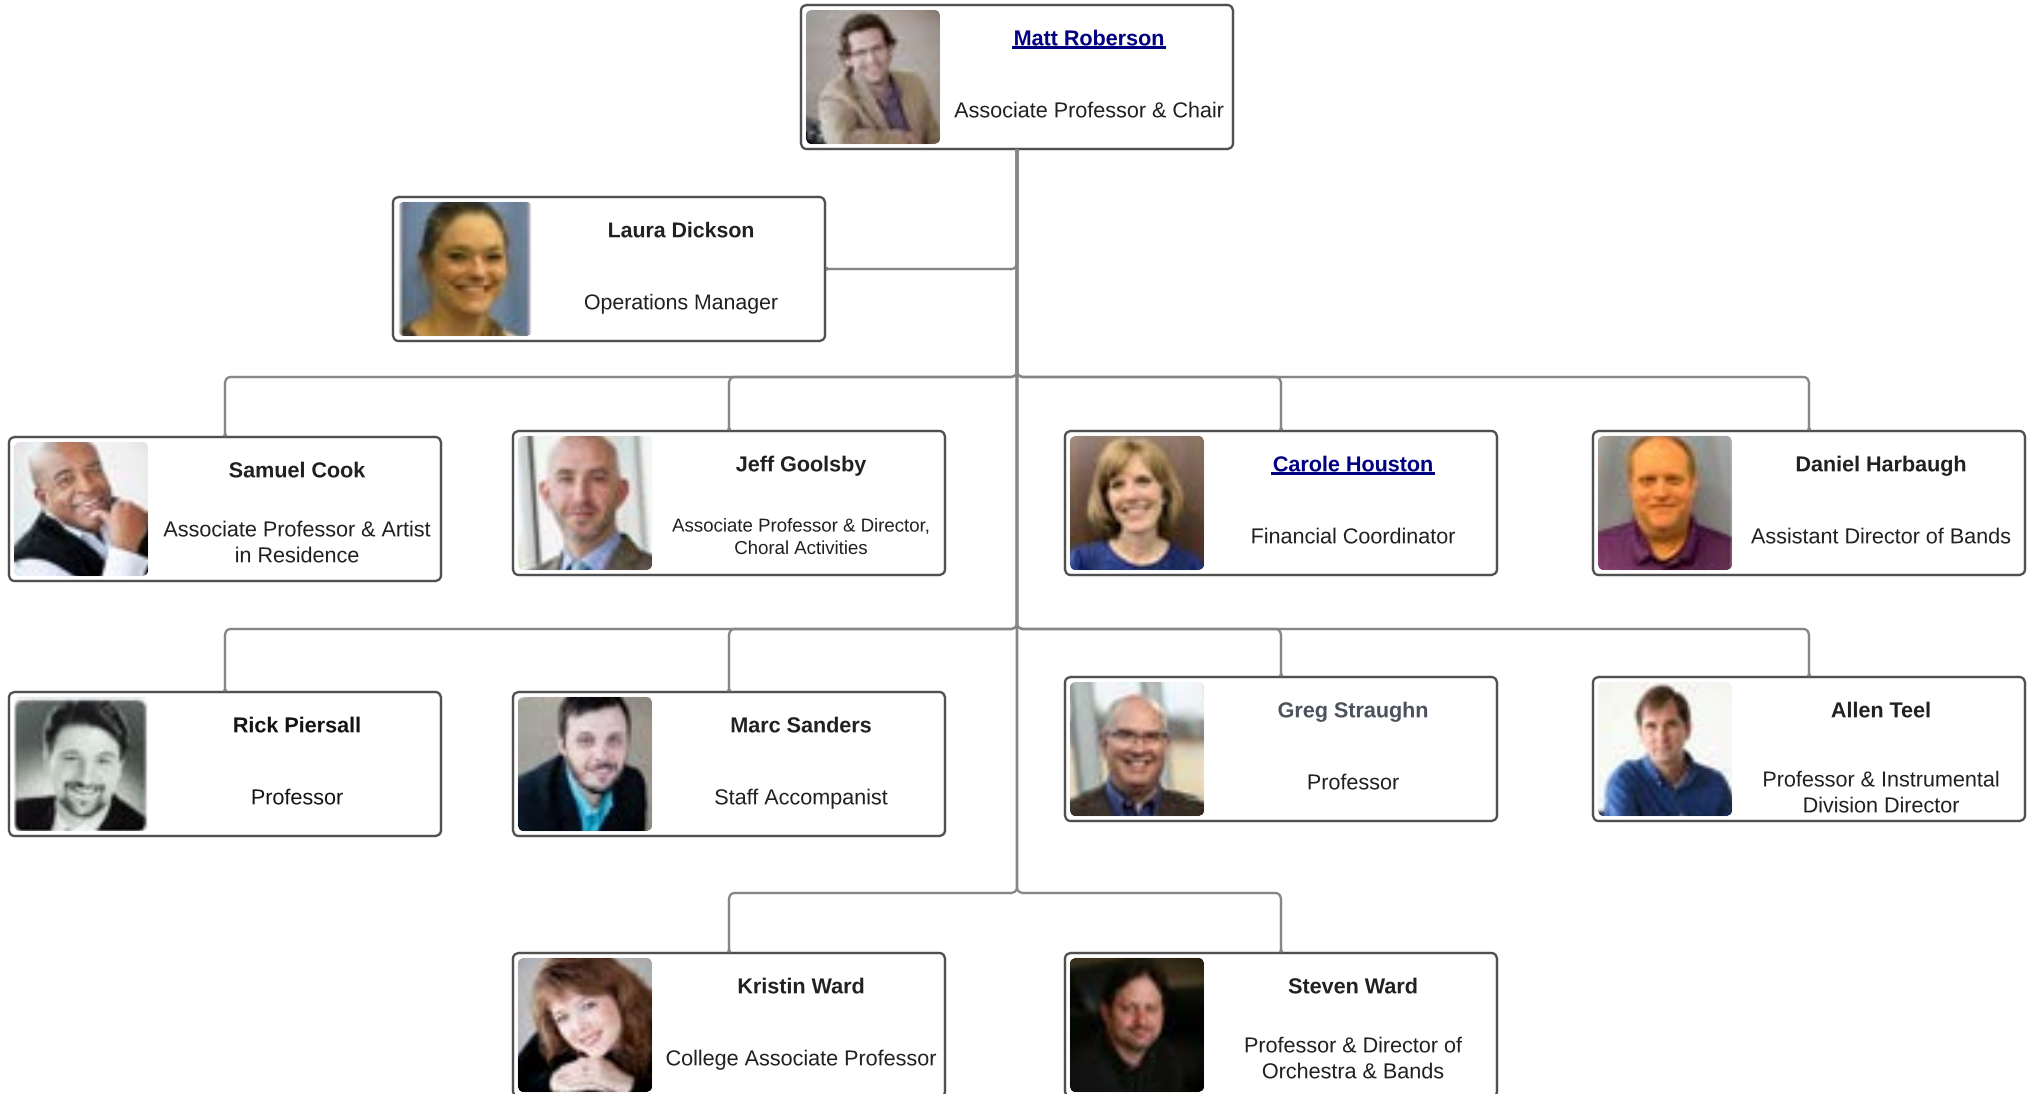 Matt Roberson
Associate Professor & Chair
Laura Dickson
Operations Manager
Samuel Cook
Associate Professor & Artist
in Residence
Jeff Goolsby
Associate Professor & Director,
Choral Activities
Carole Houston
Financial Coordinator
Daniel Harbaugh
Assistant Director of Bands
Rick Piersall
Professor
Marc Sanders
Staff Accompanist
Greg Straughn
Professor
Allen Teel
Professor & Instrumental
Division Director
Kristin Ward
College Associate Professor
Steven Ward
Professor & Director of
Orchestra & Bands